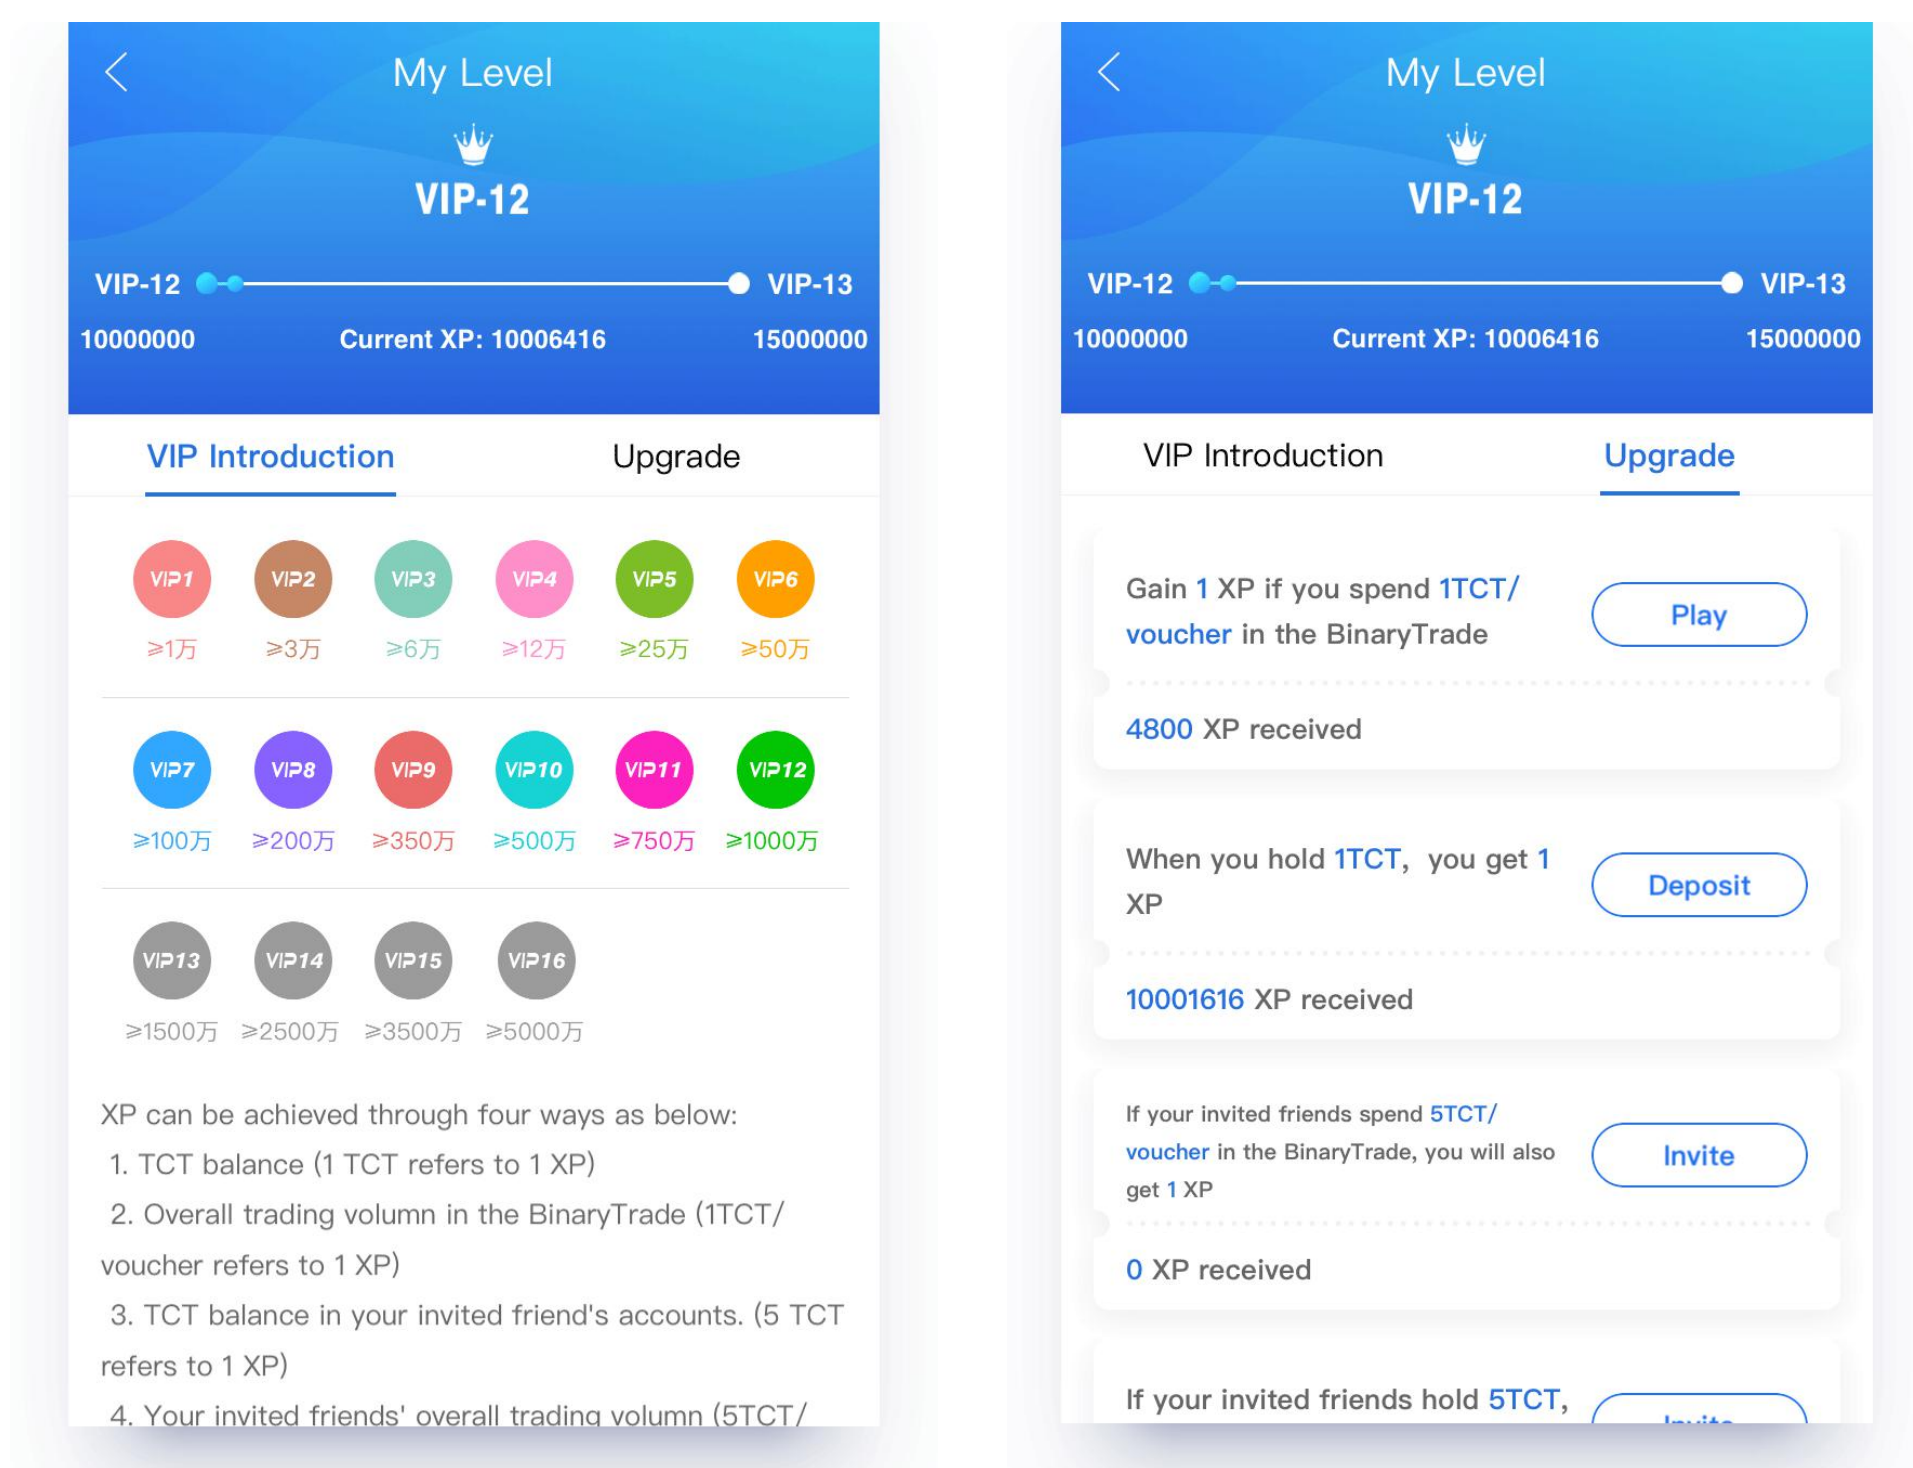 My Level
VIP-12
VIP-12 VIP-13
10000000 Current XP: 10006416 15000000
VIP Introduction Upgrade
VIP1 VIP2 VIP3 VIP4 VIP5 VIP6
≥1万 ≥3万 ≥6万 ≥12万 ≥25万 ≥50万
VIP7 VIP8 VIP9 VIP10 VIP11 VIP12
≥100万 ≥200万 ≥350万 ≥500万 ≥750万 ≥1000万
VIP13 VIP14 VIP15 VIP16
≥1500万 ≥2500万 ≥3500万 ≥5000万
XP can be achieved through four ways as below:
1. TCT balance (1 TCT refers to 1 XP)
2. Overall trading volumn in the BinaryTrade (1TCT/
voucher refers to 1 XP)
3. TCT balance in your invited friend's accounts. (5 TCT
refers to 1 XP)
4. Your invited friends' overall trading volumn (5TCT/
My Level
VIP-12
VIP-12 VIP-13
10000000 Current XP: 10006416 15000000
VIP Introduction Upgrade
Gain 1 XP if you spend 1TCT/
voucher in the BinaryTrade
Play
4800 XP received
When you hold 1TCT, you get 1
XP
Deposit
10001616 XP received
If your invited friends spend 5TCT/
voucher in the BinaryTrade, you will also
get 1 XP
Invite
0 XP received
If your invited friends hold 5TCT,
Invite